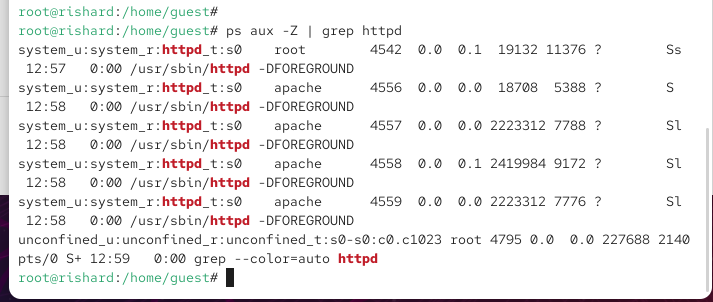 root@rishard:/home/guest#
root@rishard:/home/guest# ps aux -Z | grep httpd
system_u:system_r:httpd_t:s0    root        4542  0.0  0.1  19132 11376 ?        Ss
 12:57   0:00 /usr/sbin/httpd -DFOREGROUND
system_u:system_r:httpd_t:s0    apache      4556  0.0  0.0  18708  5388 ?        S
 12:58   0:00 /usr/sbin/httpd -DFOREGROUND
system_u:system_r:httpd_t:s0    apache      4557  0.0  0.0 2223312 7788 ?        Sl
 12:58   0:00 /usr/sbin/httpd -DFOREGROUND
system_u:system_r:httpd_t:s0    apache      4558  0.0  0.1 2419984 9172 ?        Sl
 12:58   0:00 /usr/sbin/httpd -DFOREGROUND
system_u:system_r:httpd_t:s0    apache      4559  0.0  0.0 2223312 7776 ?        Sl
 12:58   0:00 /usr/sbin/httpd -DFOREGROUND
unconfined_u:unconfined_r:unconfined_t:s0-s0:c0.c1023 root 4795 0.0  0.0 227688 2140
pts/0 S+ 12:59   0:00 grep --color=auto httpd
root@rishard:/home/guest#